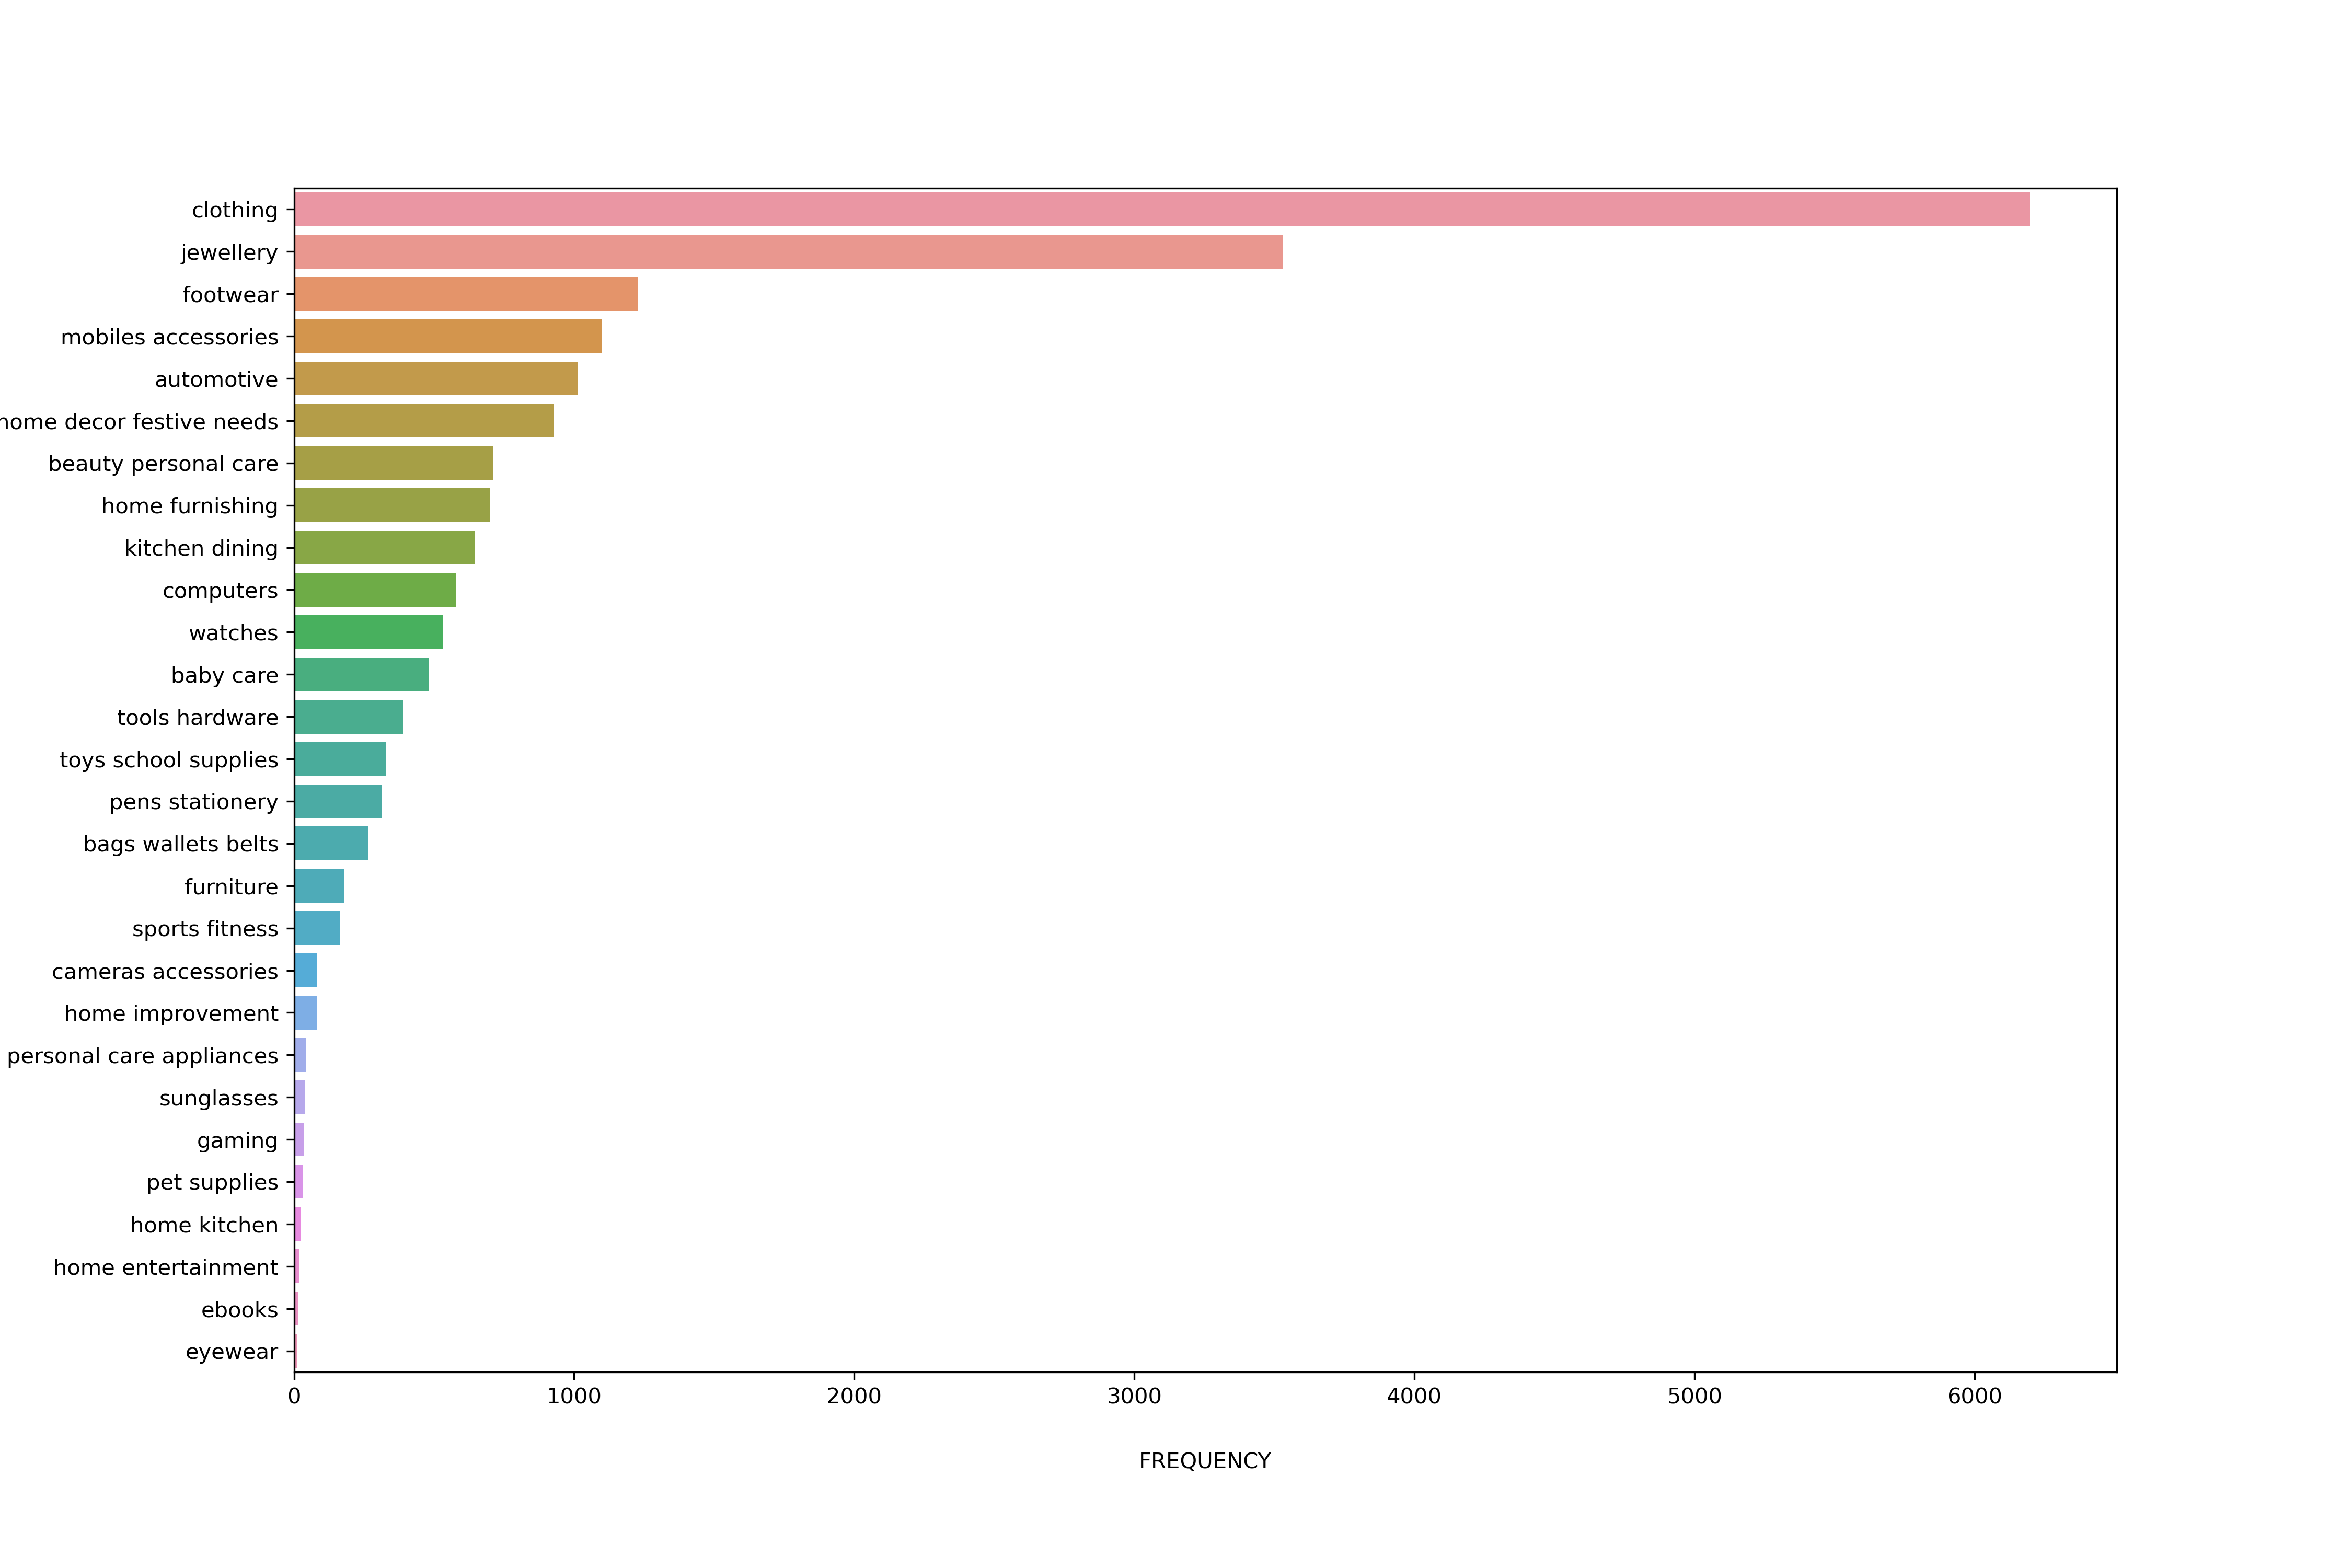 clothing
jewellery
footwear
mobiles accessories
automotive
home decor festive needs
beauty personal care
home furnishing
kitchen dining
computers
watches
baby care
tools hardware
toys school supplies
pens stationery
bags wallets belts
furniture
sports fitness
cameras accessories
home improvement
personal care appliances
sunglasses
gaming
pet supplies
home kitchen
home entertainment
ebooks
eyewear
0 1000 2000 3000 4000 5000 6000
FREQUENCY